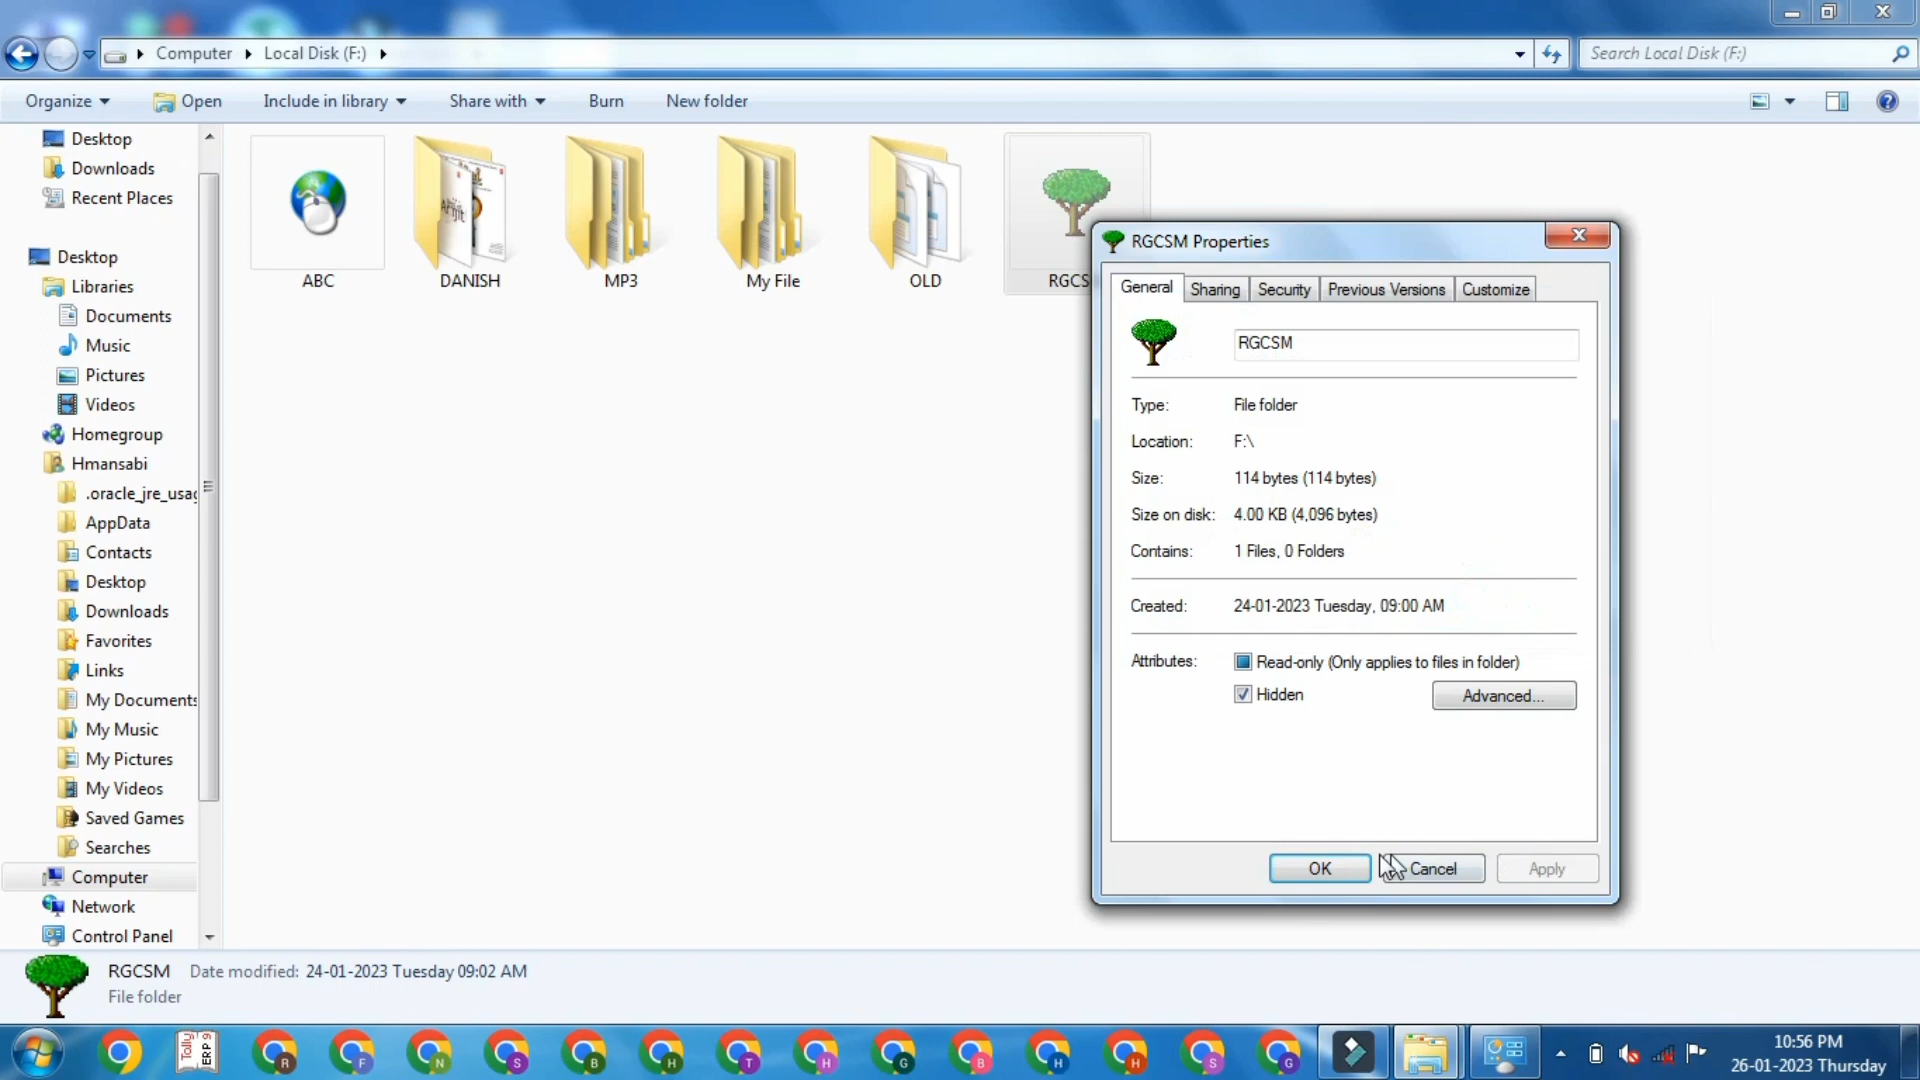 Computer Local Disk (F:)
Search Local Disk (F:)
Organize Open Include in library Share with Burn New folder
Desktop
Downloads
Recent Places
Desktop
Libraries
Documents
Music
Pictures
Videos
Homegroup
Hmansabi
.oracle_jre_usag
AppData
Contacts
Desktop
Downloads
Favorites
Links
My Documents
My Music
My Pictures
My Videos
Saved Games
Searches
Computer
Network
Control Panel
ABC DANISH MP3 My File OLD RGCS
RGCSM Properties
General Sharing Security Previous Versions Customize
RGCSM
Type: File folder
Location: F:\
Size: 114 bytes (114 bytes)
Size on disk: 4.00 KB (4,096 bytes)
Contains: 1 Files, 0 Folders
Created: 24-01-2023 Tuesday, 09:00 AM
Attributes: Read-only (Only applies to files in folder)
Hidden Advanced...
OK Cancel Apply
RGCSM Date modified: 24-01-2023 Tuesday 09:02 AM
File folder
Tally ERP 9
R F N S B H T H G B H H S G
10:56 PM
26-01-2023 Thursday